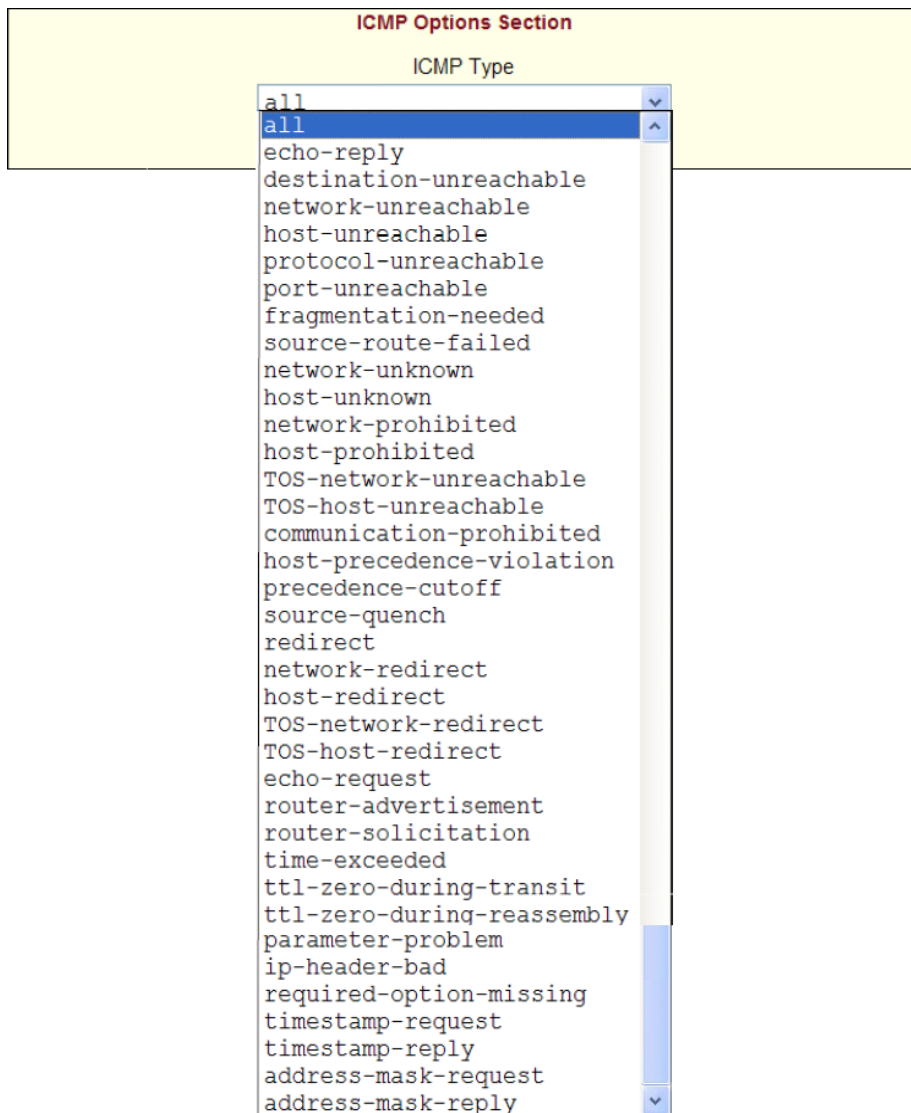 ICMP Options Section
ICMP Type
all
all
echo-reply
destination-unreachable
network-unreachable
host-unreachable
protocol-unreachable
port-unreachable
fragmentation-needed
source-route-failed
network-unknown
host-unknown
network-prohibited
host-prohibited
TOS-network-unreachable
TOS-host-unreachable
communication-prohibited
host-precedence-violation
precedence-cutoff
source-quench
redirect
network-redirect
host-redirect
TOS-network-redirect
TOS-host-redirect
echo-request
router-advertisement
router-solicitation
time-exceeded
ttl-zero-during-transit
ttl-zero-during-reassembly
parameter-problem
ip-header-bad
required-option-missing
timestamp-request
timestamp-reply
address-mask-request
address-mask-reply